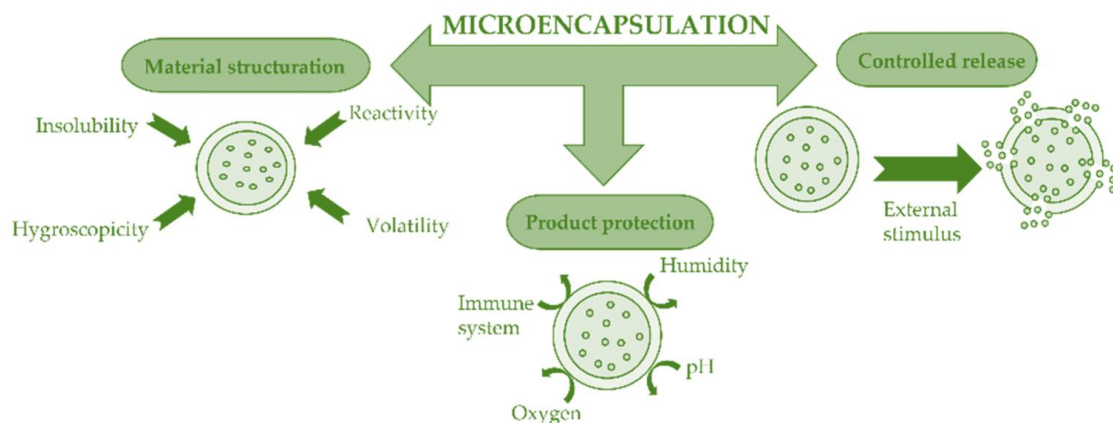 MICROENCAPSULATION
Material structuration
Insolubility
Reactivity
Hygroscopicity
Volatility
Product protection
Humidity
Immune
system
pH
Oxygen
Controlled release
External
stimulus